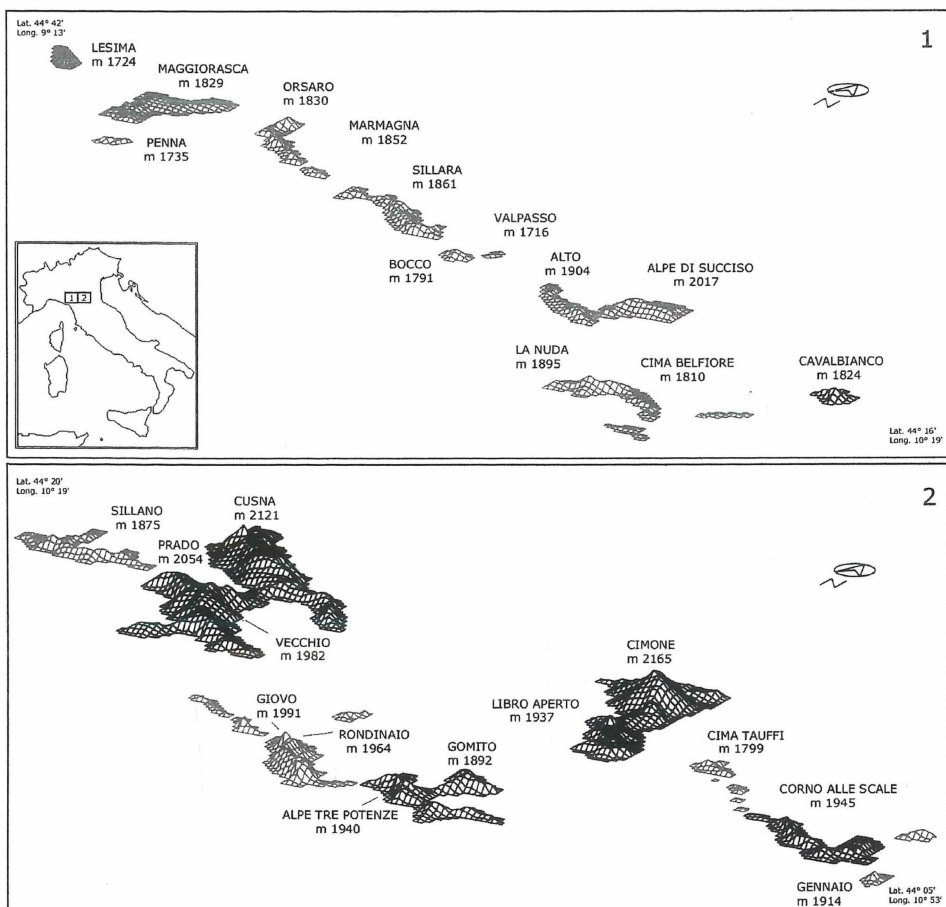 Lat. 44° 42'
Long. 9° 13'
1
LESIMA
m 1724
MAGGIORASCA
m 1829
ORSARO
m 1830
PENNA
m 1735
MARMAGNA
m 1852
SILLARA
m 1861
VALPASSO
m 1716
BOCCO
m 1791
ALTO
m 1904
ALPE DI SUCCISO
m 2017
1 2
LA NUDA
m 1895
CIMA BELFIORE
m 1810
CAVALBIANCO
m 1824
Lat. 44° 16'
Long. 10° 19'
Lat. 44° 20'
Long. 10° 19'
2
SILLANO
m 1875
CUSNA
m 2121
PRADO
m 2054
VECCHIO
m 1982
CIMONE
m 2165
GIOVO
m 1991
LIBRO APERTO
m 1937
RONDINAIO
m 1964
GOMITO
m 1892
CIMA TAUFFI
m 1799
ALPE TRE POTENZE
m 1940
CORNO ALLE SCALE
m 1945
GENNAIO
m 1914
Lat. 44° 05'
Long. 10° 53'